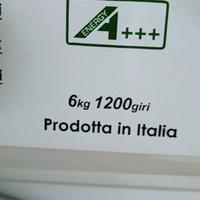 ENERGY A+++
6kg 1200giri
Prodotta in Italia